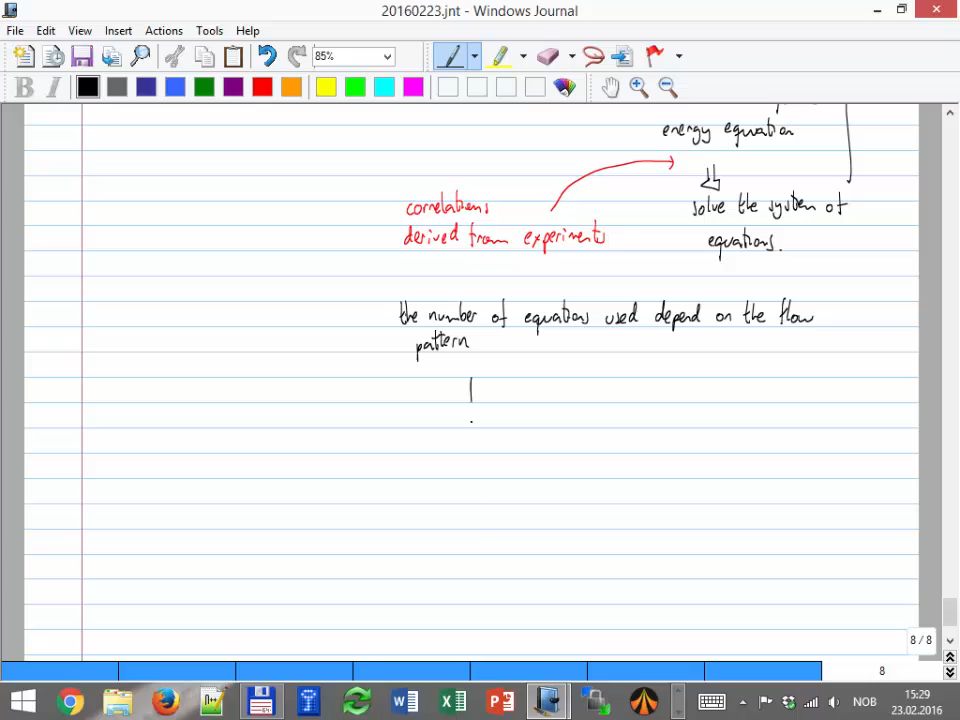 20160223.jnt - Windows Journal
File Edit View Insert Actions Tools Help
85%
B I
energy equation
correlations
derived from experiments
solve the system of
equations.
the number of equations used depend on the flow
pattern
8 / 8
8
NOB
15:29
23.02.2016